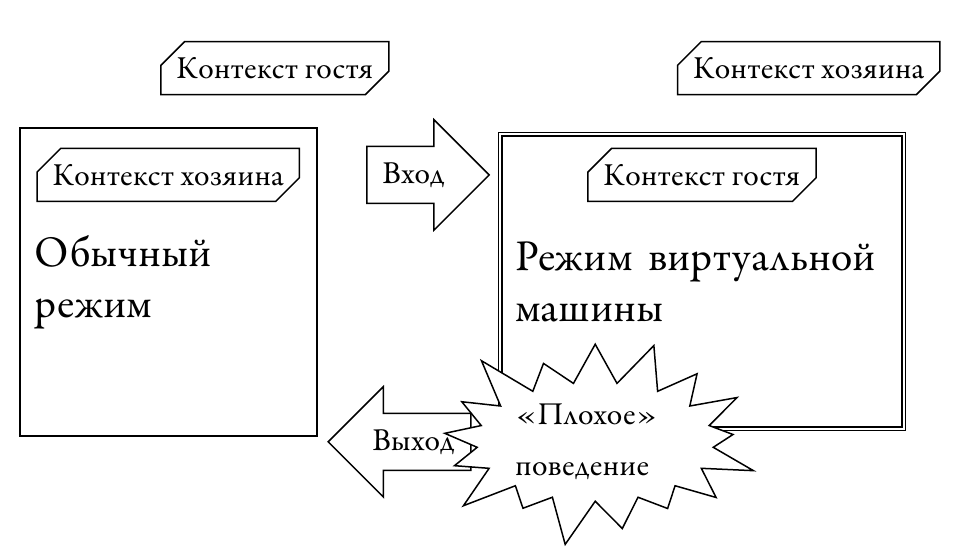 Контекст гостя
Контекст хозяина
Контекст хозяина
Вход
Контекст гостя
Обычный
режим
Режим виртуальной
машины
«Плохое»
поведение
Выход